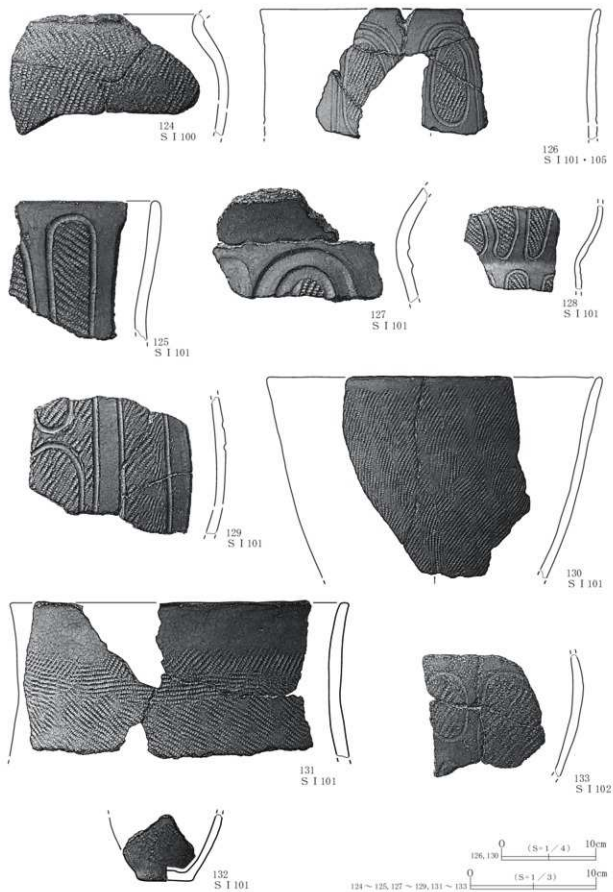 124
S I 100
126
S I 101・105
125
S I 101
127
S I 101
128
S I 101
129
S I 101
130
S I 101
131
S I 101
133
S I 102
132
S I 101
0 (S=1/4) 10cm
126, 130
0 (S=1/3) 10cm
124～125, 127～129, 131～133